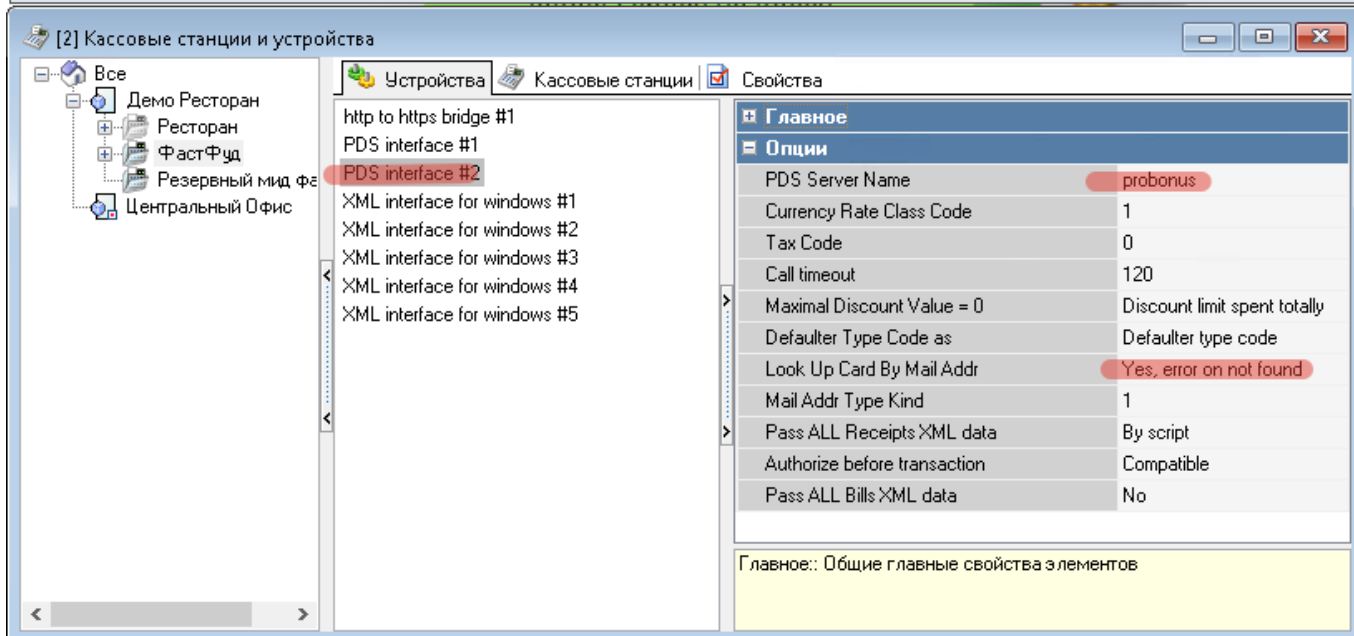 [2] Кассовые станции и устройства
Все
Демо Ресторан
Ресторан
ФастФуд
Резервный мид фа
Центральный Офис
Устройства
Кассовые станции
Свойства
http to https bridge #1
PDS interface #1
PDS interface #2
XML interface for windows #1
XML interface for windows #2
XML interface for windows #3
XML interface for windows #4
XML interface for windows #5
Главное
Опции
PDS Server Name probonus
Currency Rate Class Code 1
Tax Code 0
Call timeout 120
Maximal Discount Value = 0 Discount limit spent totally
Defaulter Type Code as Defaulter type code
Look Up Card By Mail Addr Yes, error on not found
Mail Addr Type Kind 1
Pass ALL Receipts XML data By script
Authorize before transaction Compatible
Pass ALL Bills XML data No
Главное:: Общие главные свойства элементов